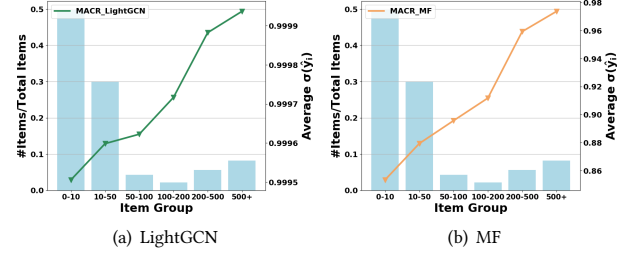 MACR_LightGCN
0.5
0.4
0.3
0.2
0.1
0.0
#Items/Total Items
0.9999
0.9998
0.9997
0.9996
0.9995
Average σ(ŷᵢ)
0-10 10-50 50-100 100-200 200-500 500+
Item Group
(a) LightGCN
MACR_MF
0.5
0.4
0.3
0.2
0.1
0.0
#Items/Total Items
0.98
0.96
0.94
0.92
0.90
0.88
0.86
Average σ(ŷᵢ)
0-10 10-50 50-100 100-200 200-500 500+
Item Group
(b) MF